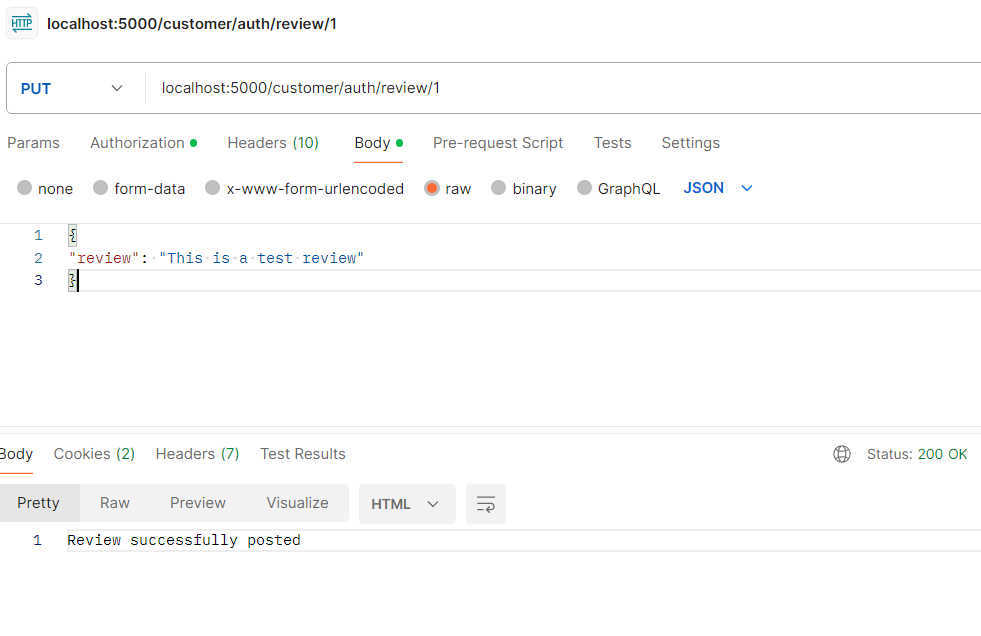 HTTP localhost:5000/customer/auth/review/1
PUT localhost:5000/customer/auth/review/1
Params Authorization Headers (10) Body Pre-request Script Tests Settings
none form-data x-www-form-urlencoded raw binary GraphQL JSON
1 {
2 "review": "This is a test review"
3 }
Body Cookies (2) Headers (7) Test Results Status: 200 OK
Pretty Raw Preview Visualize HTML
1 Review successfully posted